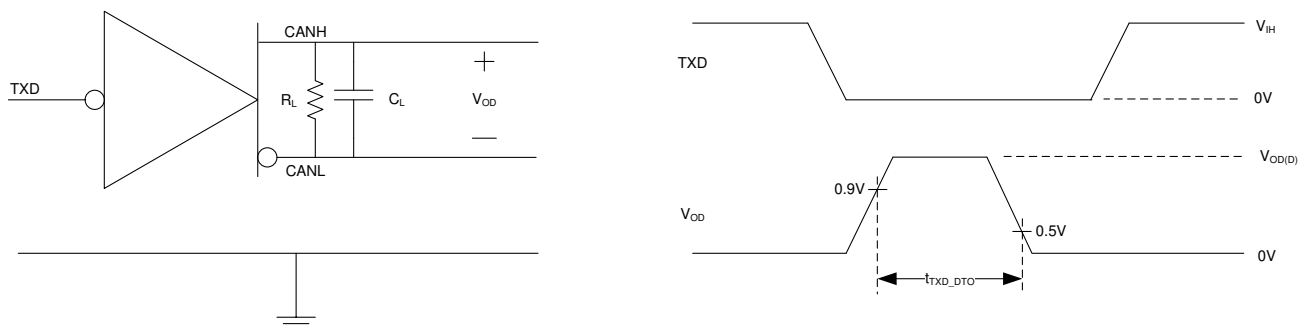 TXD
CANH
R_L
C_L
+
V_OD
—
CANL
TXD
V_IH
0V
V_OD(D)
0.9V
V_OD
0.5V
0V
t_TXD_DTO